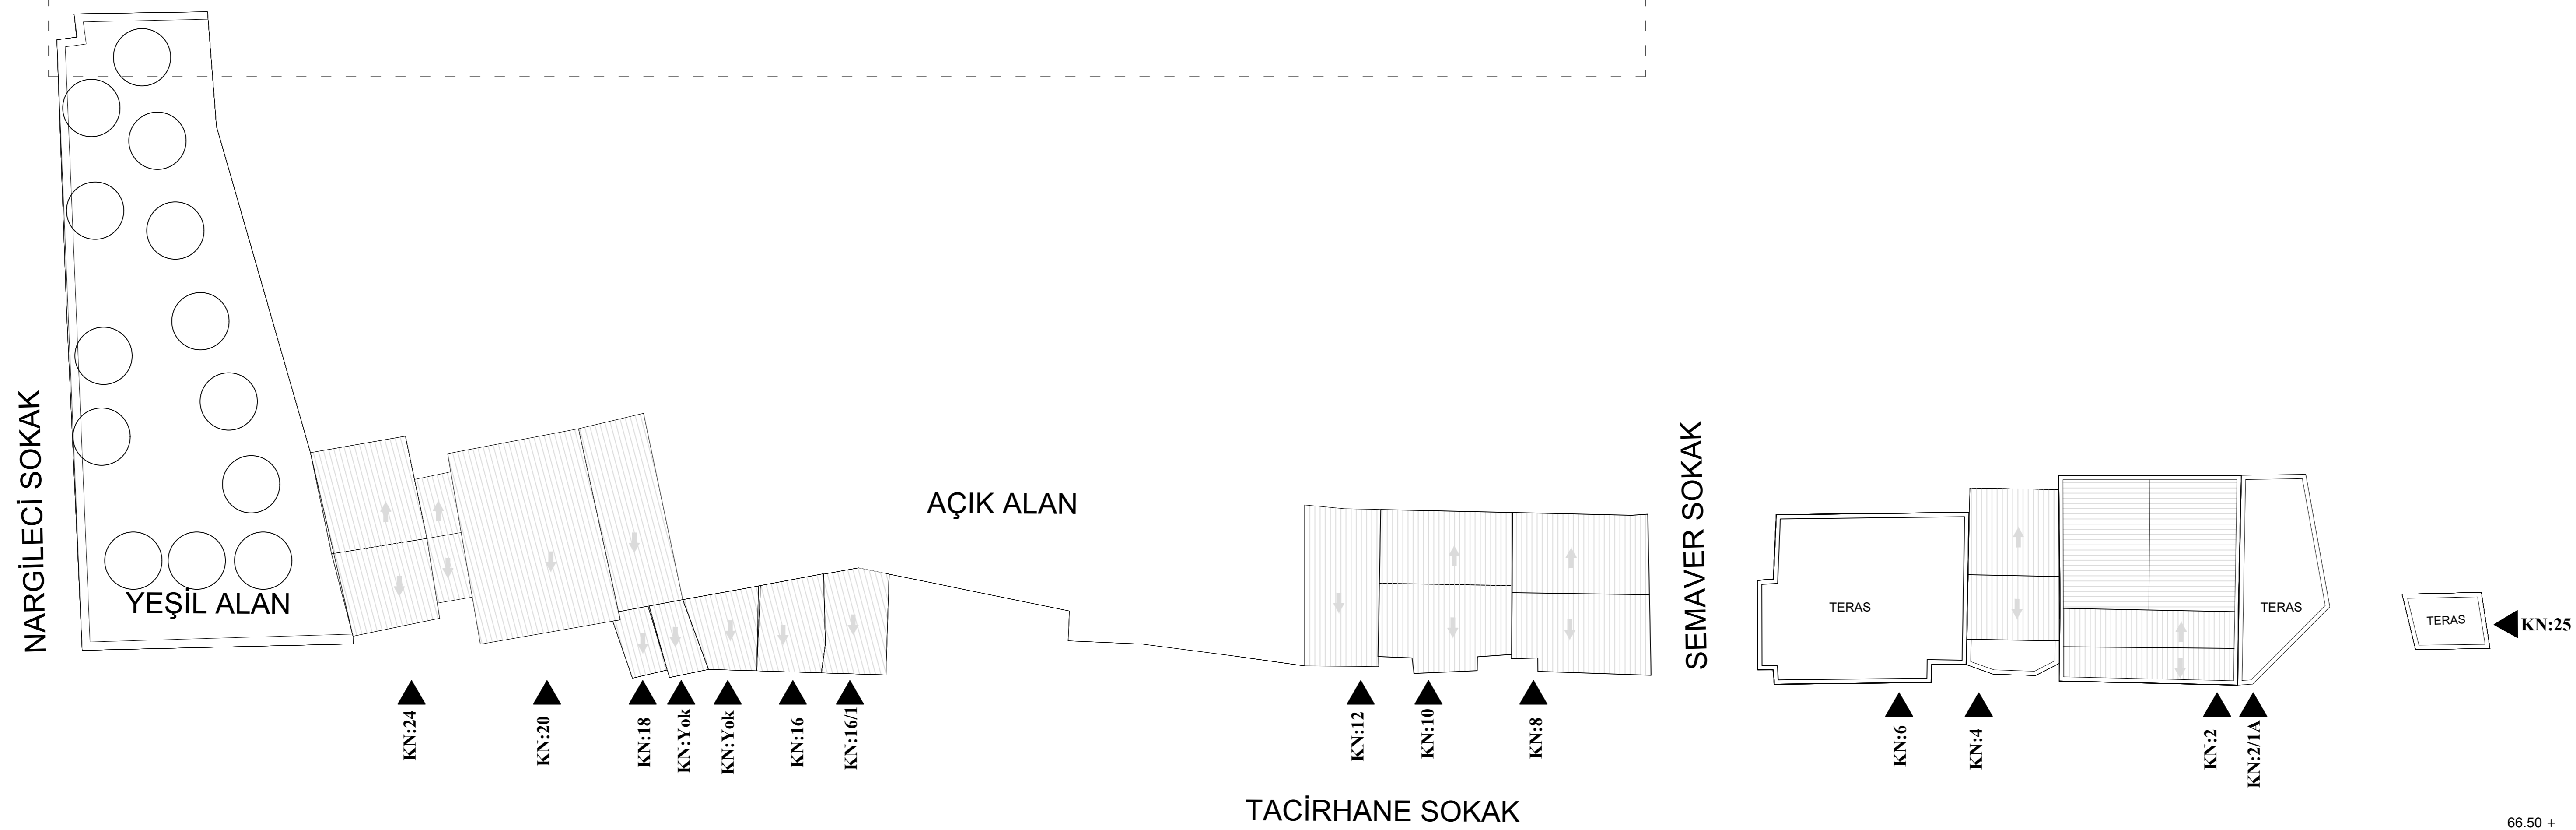 NARGİLECİ SOKAK
YEŞİL ALAN
AÇIK ALAN
SEMAVER SOKAK
TERAS
TERAS
TERAS
KN:25
KN:24
KN:20
KN:18
KN:Yok
KN:Yok
KN:16
KN:16/1
KN:12
KN:10
KN:8
KN:6
KN:4
KN:2
KN:2/1A
TACİRHANE SOKAK
66.50 +